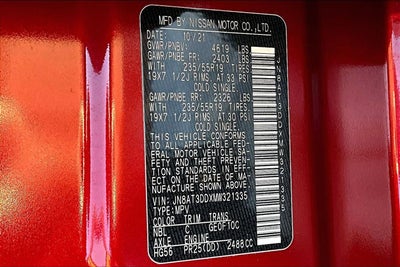 MFD BY NISSAN MOTOR CO.,LTD.
DATE: 10/21
GVWR/PNBV: 4619 LBS
GAWR/PNBE FR: 2403 LBS
WITH 235/55R19 TIRES
19X7 1/2J RIMS, AT 33 PSI
COLD SINGLE.
GAWR/PNBE RR: 2326 LBS
WITH 235/55R19 TIRES
19X7 1/2J RIMS, AT 30 PSI
COLD SINGLE.
THIS VEHICLE CONFORMS
TO ALL APPLICABLE FED-
ERAL MOTOR VEHICLE SA-
FETY AND THEFT PREVEN-
TION STANDARDS IN EFF-
ECT ON THE DATE OF MA-
NUFACTURE SHOWN ABOVE.
VIN: JN8AT3DDXMW321335
TYPE: MPV
COLOR TRIM TRANS
NBL C GE0F10C
AXLE ENGINE
HG56 PR25(DD) 2488CC